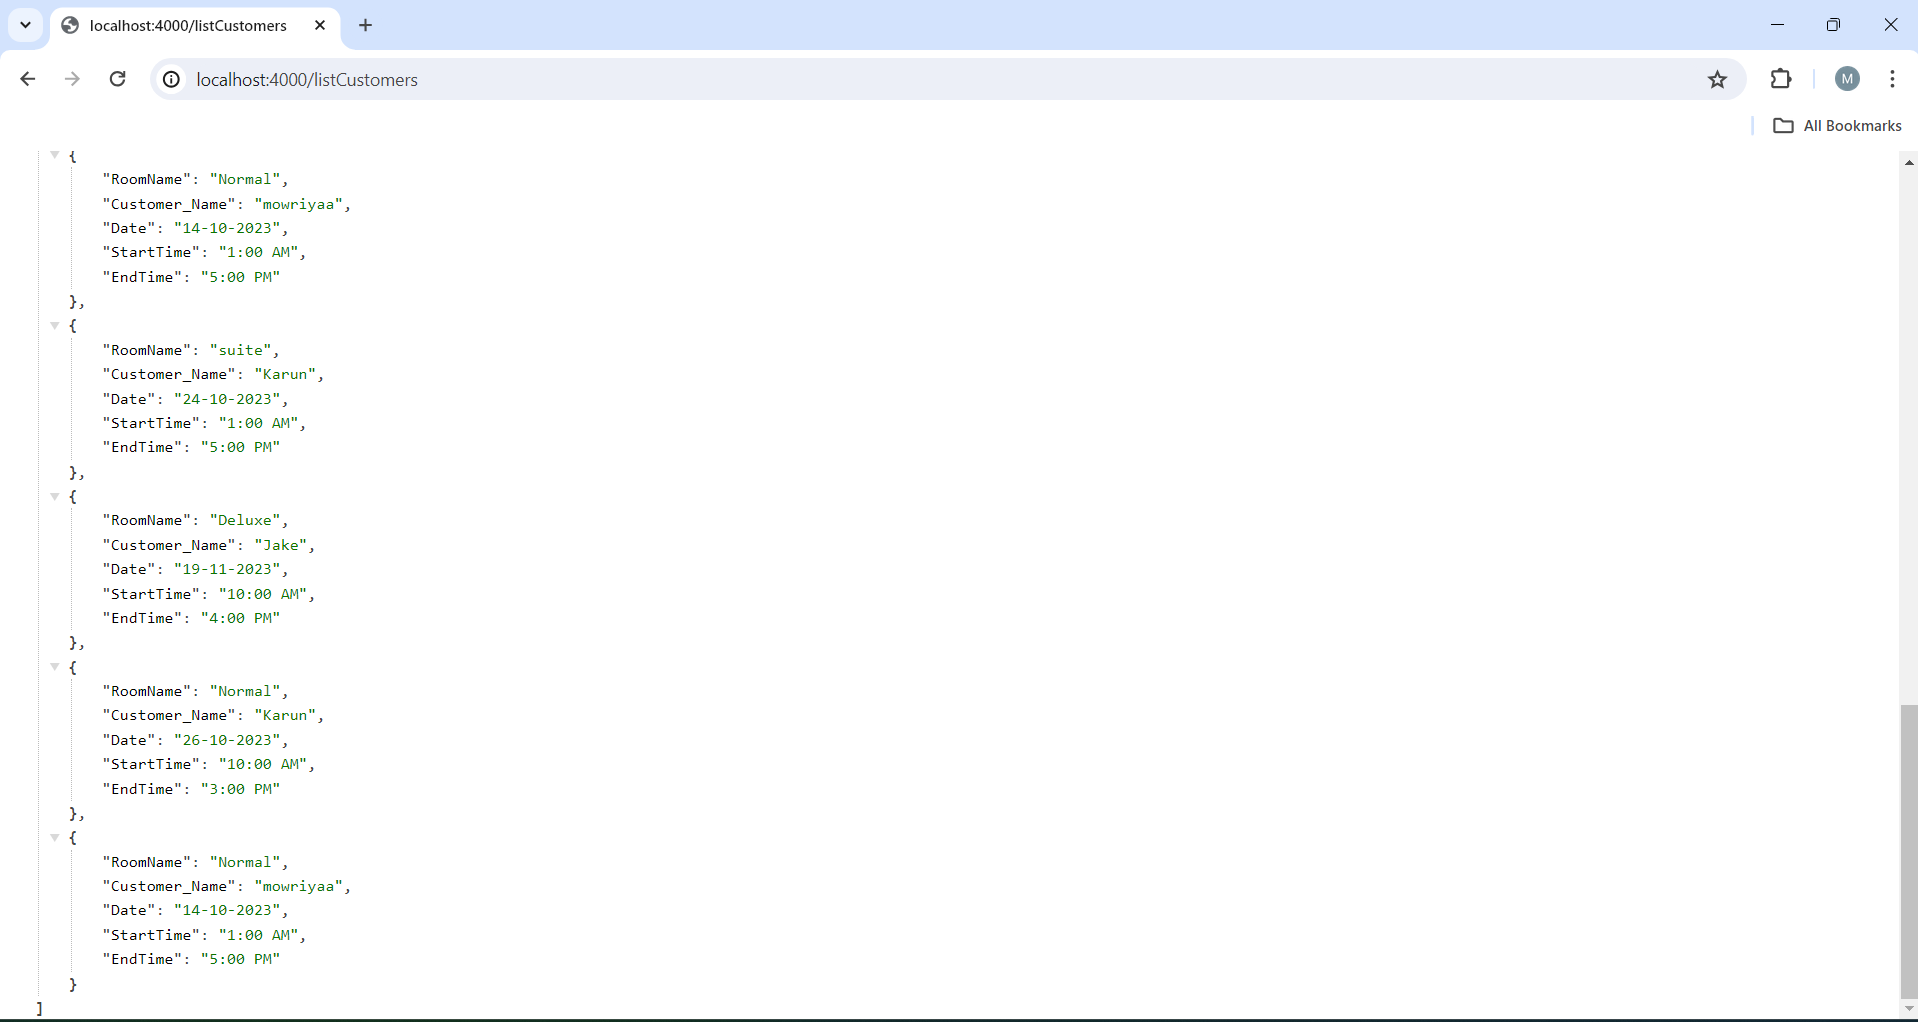 localhost:4000/listCustomers
localhost:4000/listCustomers
M
All Bookmarks
{
"RoomName": "Normal",
"Customer_Name": "mowriyaa",
"Date": "14-10-2023",
"StartTime": "1:00 AM",
"EndTime": "5:00 PM"
},
{
"RoomName": "suite",
"Customer_Name": "Karun",
"Date": "24-10-2023",
"StartTime": "1:00 AM",
"EndTime": "5:00 PM"
},
{
"RoomName": "Deluxe",
"Customer_Name": "Jake",
"Date": "19-11-2023",
"StartTime": "10:00 AM",
"EndTime": "4:00 PM"
},
{
"RoomName": "Normal",
"Customer_Name": "Karun",
"Date": "26-10-2023",
"StartTime": "10:00 AM",
"EndTime": "3:00 PM"
},
{
"RoomName": "Normal",
"Customer_Name": "mowriyaa",
"Date": "14-10-2023",
"StartTime": "1:00 AM",
"EndTime": "5:00 PM"
}
]